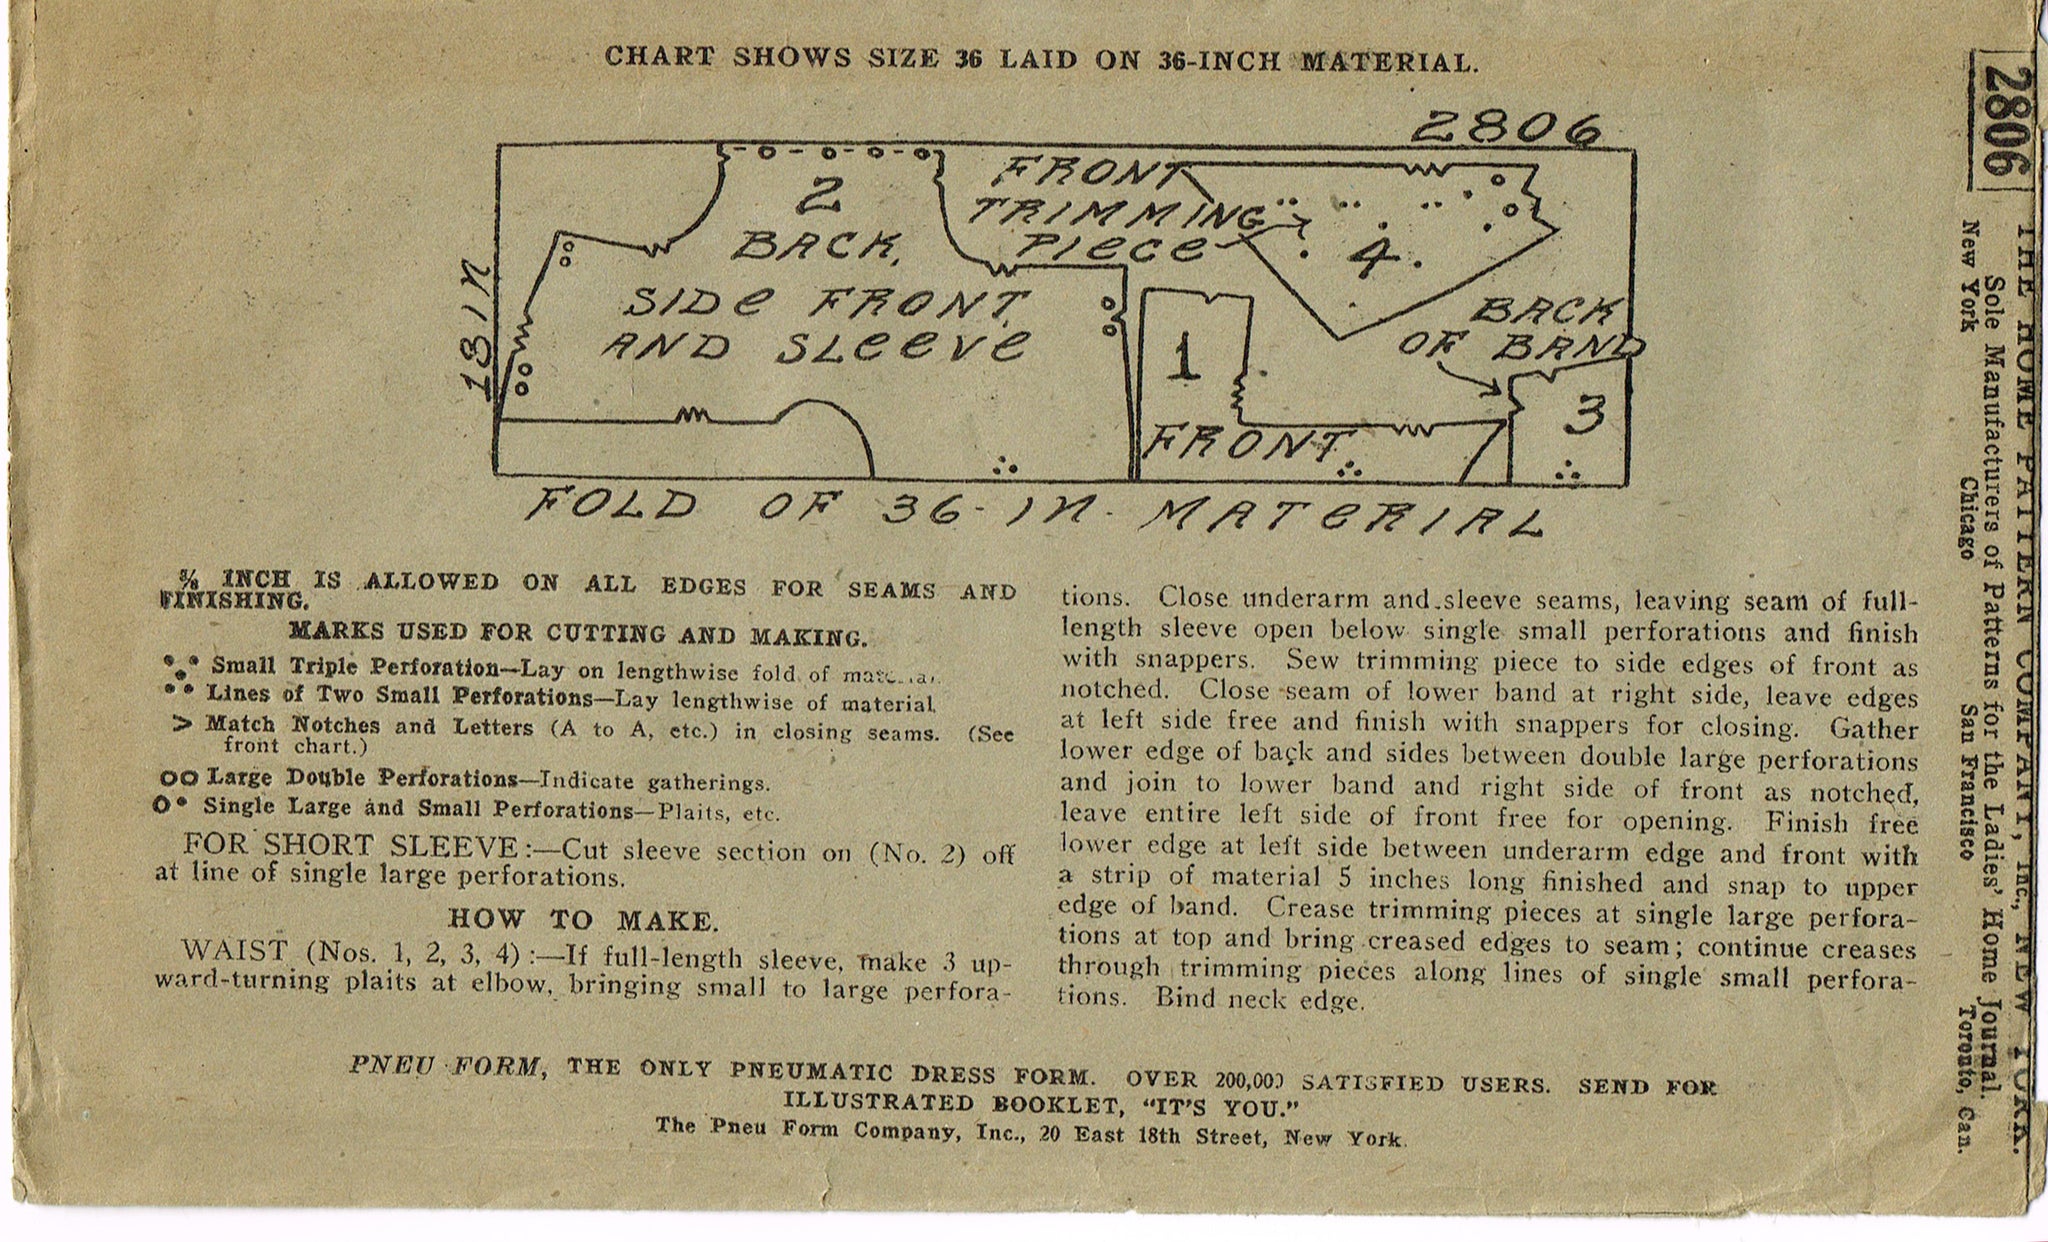 CHART SHOWS SIZE 36 LAID ON 36-INCH MATERIAL.
2806
18 IN
2
BACK,
SIDE FRONT
AND SLEEVE
FRONT
TRIMMING
PIECE
4
1
FRONT
BACK
OF BAND
3
FOLD OF 36-IN. MATERIAL
⅜ INCH IS ALLOWED ON ALL EDGES FOR SEAMS AND
FINISHING.
MARKS USED FOR CUTTING AND MAKING.
Small Triple Perforation—Lay on lengthwise fold of material.
•• Lines of Two Small Perforations—Lay lengthwise of material.
> Match Notches and Letters (A to A, etc.) in closing seams. (See
front chart.)
OO Large Double Perforations—Indicate gatherings.
O• Single Large and Small Perforations—Plaits, etc.
FOR SHORT SLEEVE:—Cut sleeve section on (No. 2) off
at line of single large perforations.
HOW TO MAKE.
WAIST (Nos. 1, 2, 3, 4):—If full-length sleeve, make 3 up-
ward-turning plaits at elbow, bringing small to large perfora-
tions. Close underarm and sleeve seams, leaving seam of full-
length sleeve open below single small perforations and finish
with snappers. Sew trimming piece to side edges of front as
notched. Close seam of lower band at right side, leave edges
at left side free and finish with snappers for closing. Gather
lower edge of back and sides between double large perforations
and join to lower band and right side of front as notched,
leave entire left side of front free for opening. Finish free
lower edge at left side between underarm edge and front with
a strip of material 5 inches long finished and snap to upper
edge of band. Crease trimming pieces at single large perfora-
tions at top and bring creased edges to seam; continue creases
through trimming pieces along lines of single small perfora-
tions. Bind neck edge.
PNEU FORM, THE ONLY PNEUMATIC DRESS FORM. OVER 200,000 SATISFIED USERS. SEND FOR
ILLUSTRATED BOOKLET, "IT'S YOU."
The Pneu Form Company, Inc., 20 East 18th Street, New York.
2806
THE HOME PATTERN COMPANY, Inc., NEW YORK.
Sole Manufacturers of Patterns for the Ladies' Home Journal.
New York Chicago San Francisco Toronto, Can.